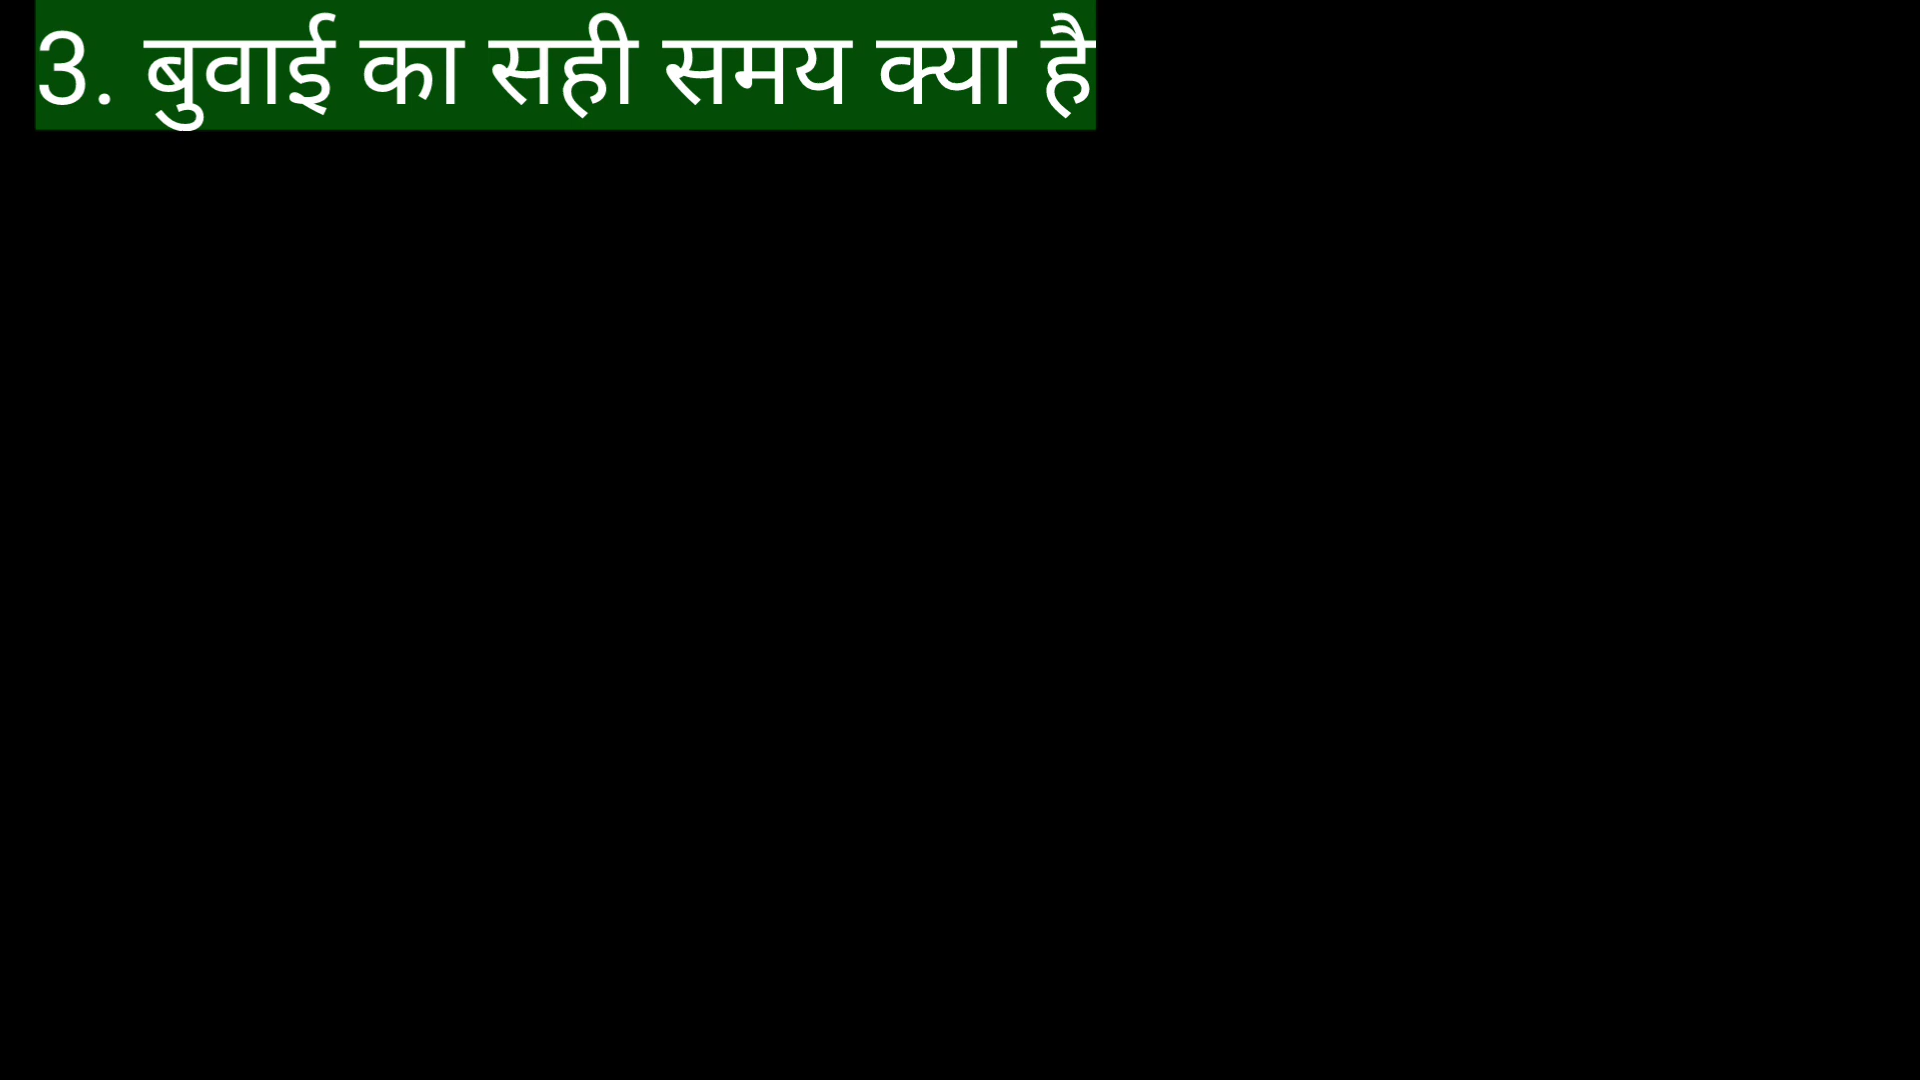 3. बुवाई का सही समय क्या है